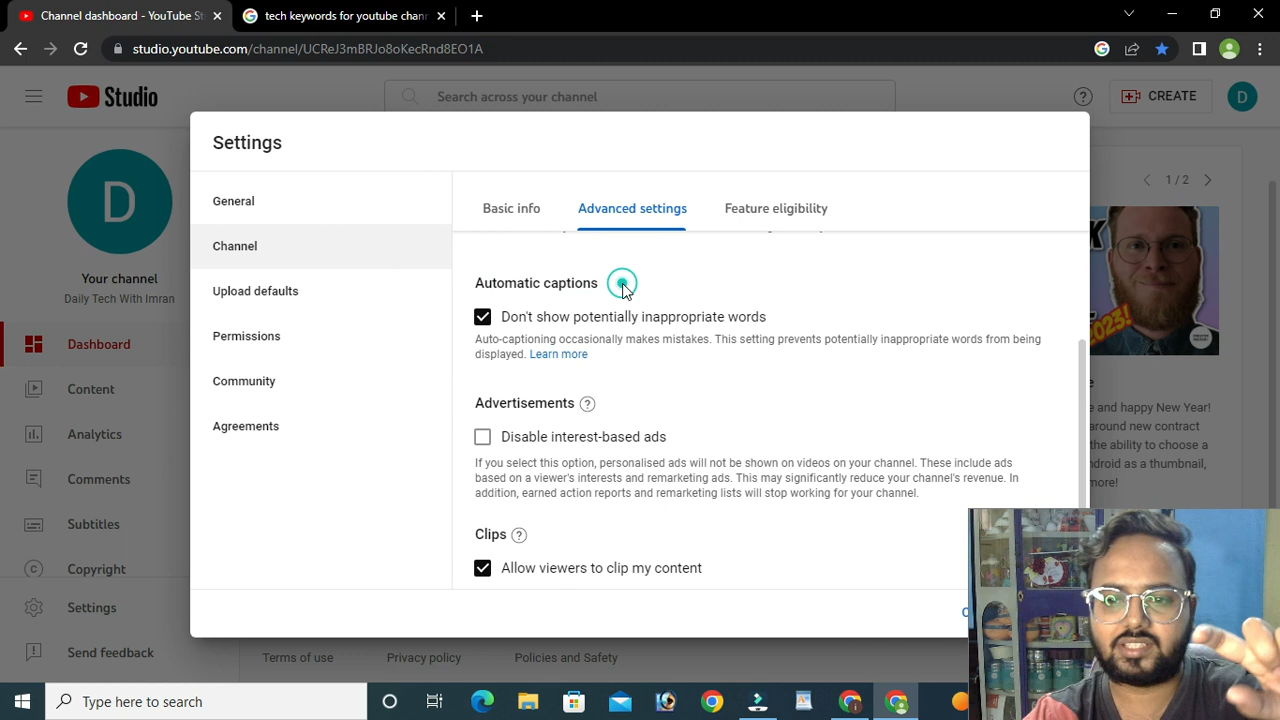 Channel dashboard - YouTube St
tech keywords for youtube chan
studio.youtube.com/channel/UCReJ3mBRJo8oKecRnd8EO1A
Studio
Search across your channel
CREATE
D
Settings
D
Your channel
Daily Tech With Imran
Dashboard
Content
Analytics
Comments
Subtitles
Copyright
Settings
Send feedback
General
Channel
Upload defaults
Permissions
Community
Agreements
Basic info
Advanced settings
Feature eligibility
Automatic captions
Don't show potentially inappropriate words
Auto-captioning occasionally makes mistakes. This setting prevents potentially inappropriate words from being
displayed. Learn more
Advertisements
Disable interest-based ads
If you select this option, personalised ads will not be shown on videos on your channel. These include ads
based on a viewer's interests and remarketing ads. This may significantly reduce your channel's revenue. In
addition, earned action reports and remarketing lists will stop working for your channel.
Clips
Allow viewers to clip my content
1 / 2
2023!
e and happy New Year!
around new contract
the ability to choose a
droid as a thumbnail,
more!
Terms of use
Privacy policy
Policies and Safety
Type here to search